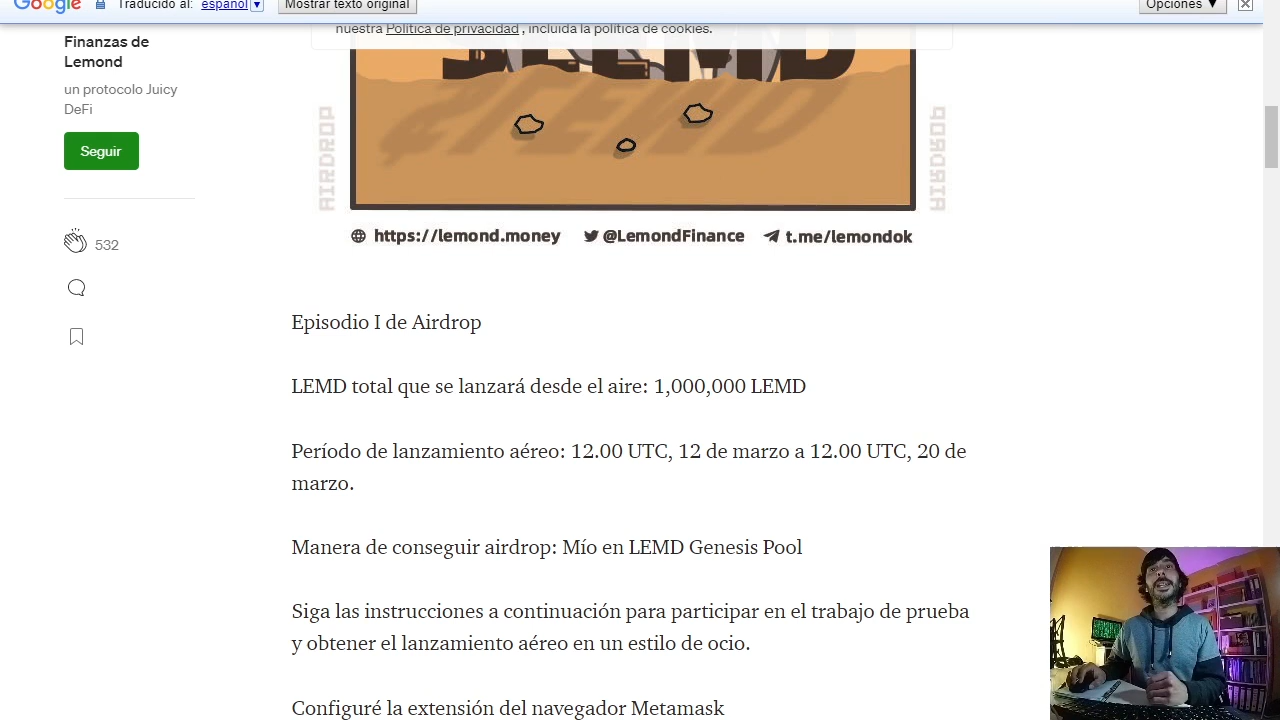 Google Traducido al: español Mostrar texto original Opciones ▼
nuestra Política de privacidad , incluida la política de cookies.
Finanzas de
Lemond
un protocolo Juicy
DeFi
Seguir
532
AIRDROP
LEMD
AIRDROP
https://lemond.money @LemondFinance t.me/lemondok
Episodio I de Airdrop
LEMD total que se lanzará desde el aire: 1,000,000 LEMD
Período de lanzamiento aéreo: 12.00 UTC, 12 de marzo a 12.00 UTC, 20 de
marzo.
Manera de conseguir airdrop: Mío en LEMD Genesis Pool
Siga las instrucciones a continuación para participar en el trabajo de prueba
y obtener el lanzamiento aéreo en un estilo de ocio.
Configuré la extensión del navegador Metamask